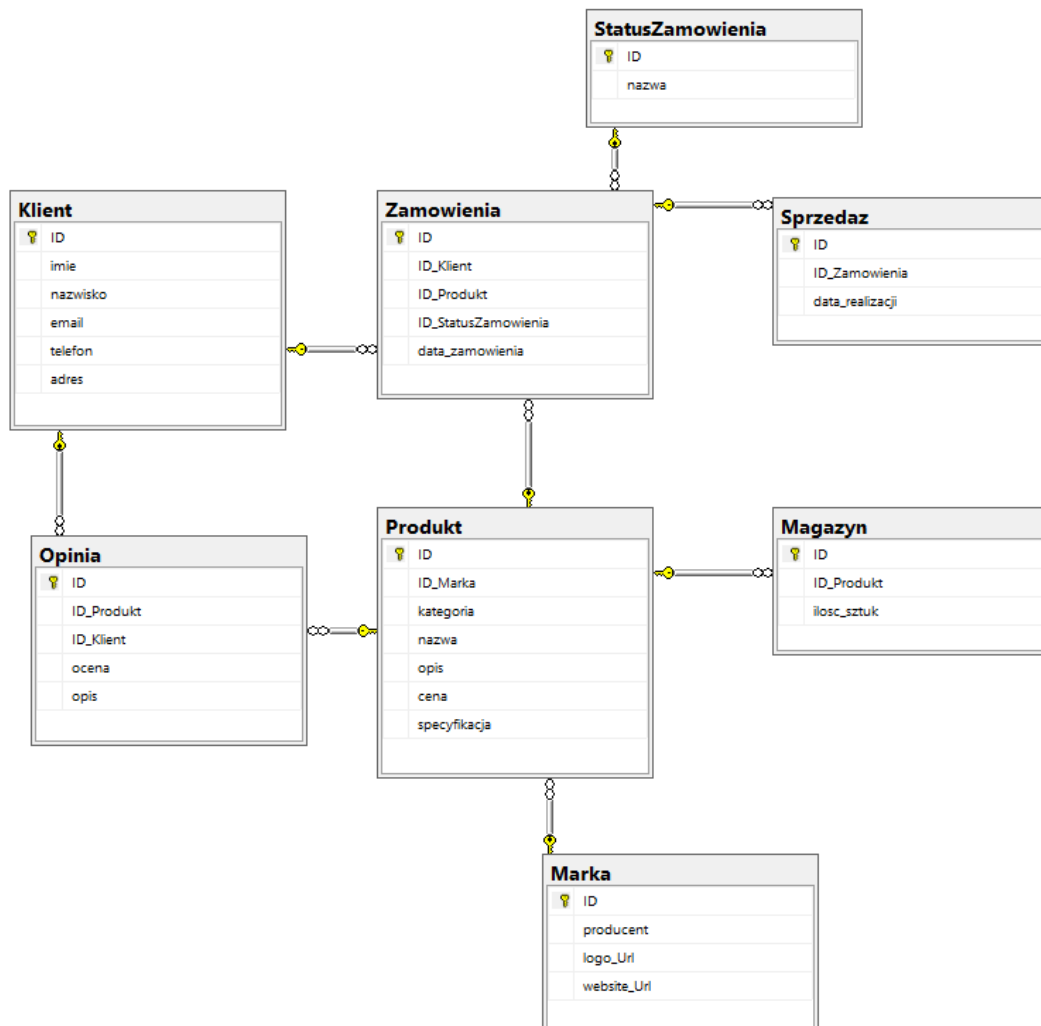 StatusZamowienia
ID
nazwa
Klient
ID
imie
nazwisko
email
telefon
adres
Zamowienia
ID
ID_Klient
ID_Produkt
ID_StatusZamowienia
data_zamowienia
Sprzedaz
ID
ID_Zamowienia
data_realizacji
Opinia
ID
ID_Produkt
ID_Klient
ocena
opis
Produkt
ID
ID_Marka
kategoria
nazwa
opis
cena
specyfikacja
Magazyn
ID
ID_Produkt
ilosc_sztuk
Marka
ID
producent
logo_Url
website_Url